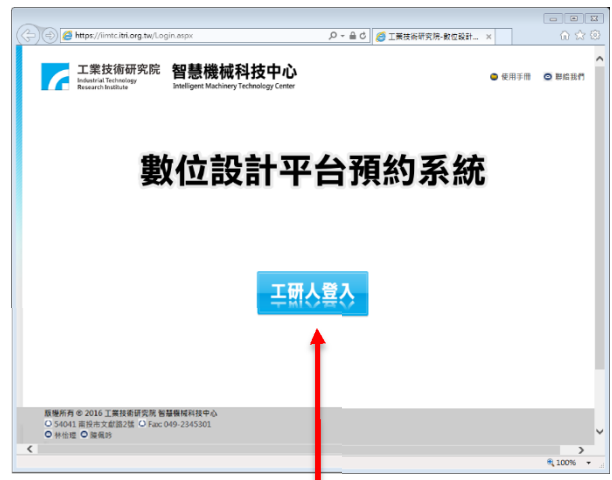 https://iimtc.itri.org.tw/Login.aspx
工業技術研究院-數位設計...
工業技術研究院
Industrial Technology
Research Institute
智慧機械科技中心
Intelligent Machinery Technology Center
使用手冊 聯絡我們
數位設計平台預約系統
工研人登入
版權所有 © 2016 工業技術研究院 智慧機械科技中心
54041 南投市文獻路2號 Fax: 049-2345301
100%